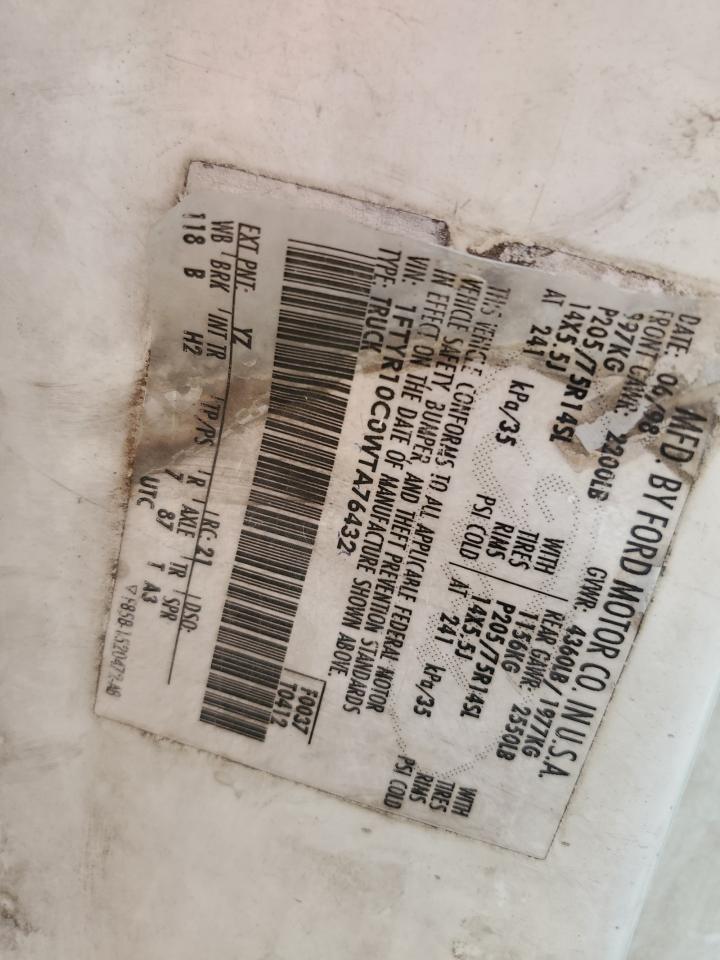 MFD. BY FORD MOTOR CO. IN U.S.A.
DATE: 06/98 GVWR: 4360LB/ 1977KG
FRONT GAWR: 2200LB REAR GAWR: 2550LB
997KG 1156KG
P205/75R14SL WITH TIRES P205/75R14SL WITH TIRES
14X5.5J RIMS 14X5.5J RIMS
AT 241 kPa/35 PSI COLD AT 241 kPa/35 PSI COLD
THIS VEHICLE CONFORMS TO ALL APPLICABLE FEDERAL MOTOR
VEHICLE SAFETY BUMPER, AND THEFT PREVENTION STANDARDS
IN EFFECT ON THE DATE OF MANUFACTURE SHOWN ABOVE.
VIN: 1FTYR10C0WTA76432
TYPE: TRUCK
F0037
T0412
EXT PNT: YZ RC: 21 DSO:
WB BRK INT TR TP/PS R AXLE TR SPR
118 B H2 7 87 T A3
UTC